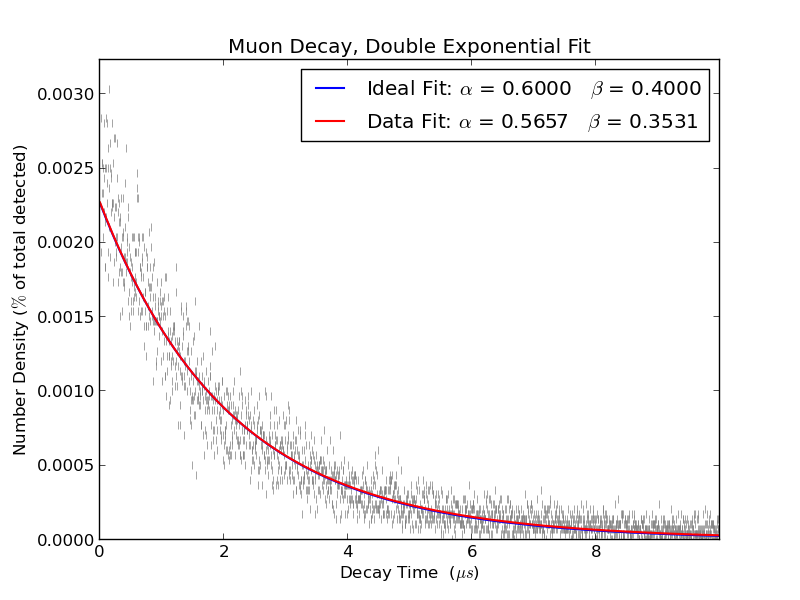 Muon Decay, Double Exponential Fit
Ideal Fit: α = 0.6000 β = 0.4000
Data Fit: α = 0.5657 β = 0.3531
Number Density (% of total detected)
0.0030
0.0025
0.0020
0.0015
0.0010
0.0005
0.0000
0 2 4 6 8
Decay Time (μs)